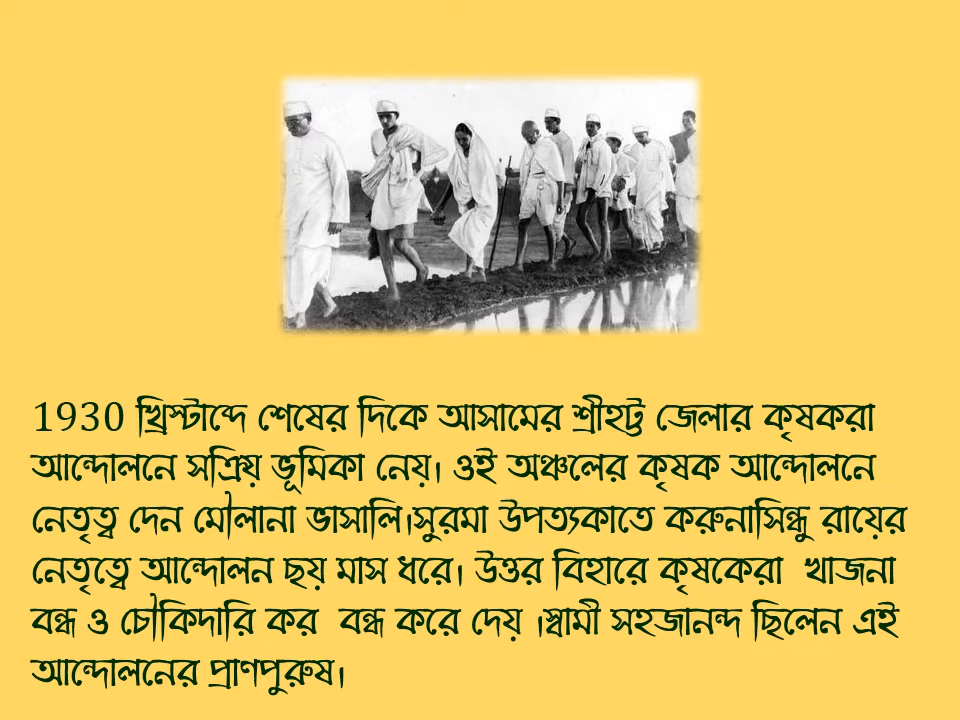 1930 খ্রিস্টাব্দে শেষের দিকে আসামের শ্রীহট্ট জেলার কৃষকরা
আন্দোলনে সক্রিয় ভূমিকা নেয়। ওই অঞ্চলের কৃষক আন্দোলনে
নেতৃত্ব দেন মৌলানা ভাসালি।সুরমা উপত্যকাতে করুনাসিন্ধু রায়ের
নেতৃত্বে আন্দোলন ছয় মাস ধরে। উত্তর বিহারে কৃষকেরা খাজনা
বন্ধ ও চৌকিদারি কর বন্ধ করে দেয় ।স্বামী সহজানন্দ ছিলেন এই
আন্দোলনের প্রাণপুরুষ।